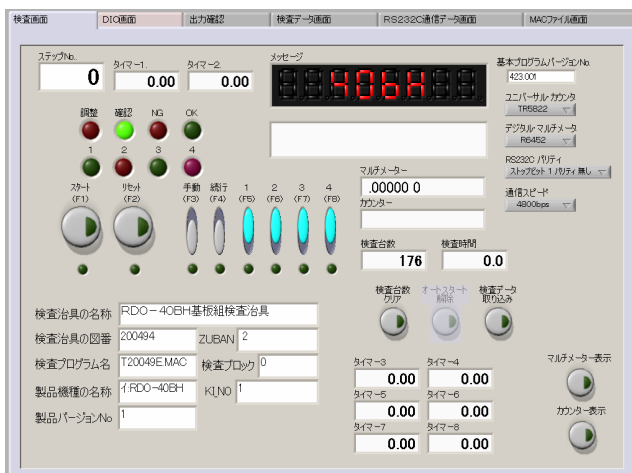 検査画面 DIO画面 出力確認 検査データ画面 RS232C通信データ画面 MACファイル画面
ステップNo. タイマー1. タイマー2. メッセージ
0 0.00 0.00 40bH
基本プログラムバージョンNo.
423.001
ユニバーサル カウンタ
TR5822
デジタル マルチメータ
R6452
RS232C パリティ
ストップビット 1 パリティ 無し
通信スピード
4800bps
調整 確認 NG OK
1 2 3 4
スタート リセット 手動 続行 1 2 3 4
(F1) (F2) (F3) (F4) (F5) (F6) (F7) (F8)
マルチメーター
.00000 0
カウンター
検査台数 検査時間
176 0.0
検査台数 オートスタート 検査データ
クリア 解除 取り込み
検査治具の名称 RDO-40BH基板組検査治具
検査治具の図番 200494 ZUBAN 2
検査プログラム名 T20049E.MAC 検査ブロック 0
製品機種の名称 イ:RDO-40BH KI_NO 1
製品バージョンNo 1
タイマー3 タイマー4
0.00 0.00
タイマー5 タイマー6
0.00 0.00
タイマー7 タイマー8
0.00 0.00
マルチメーター表示
カウンター表示